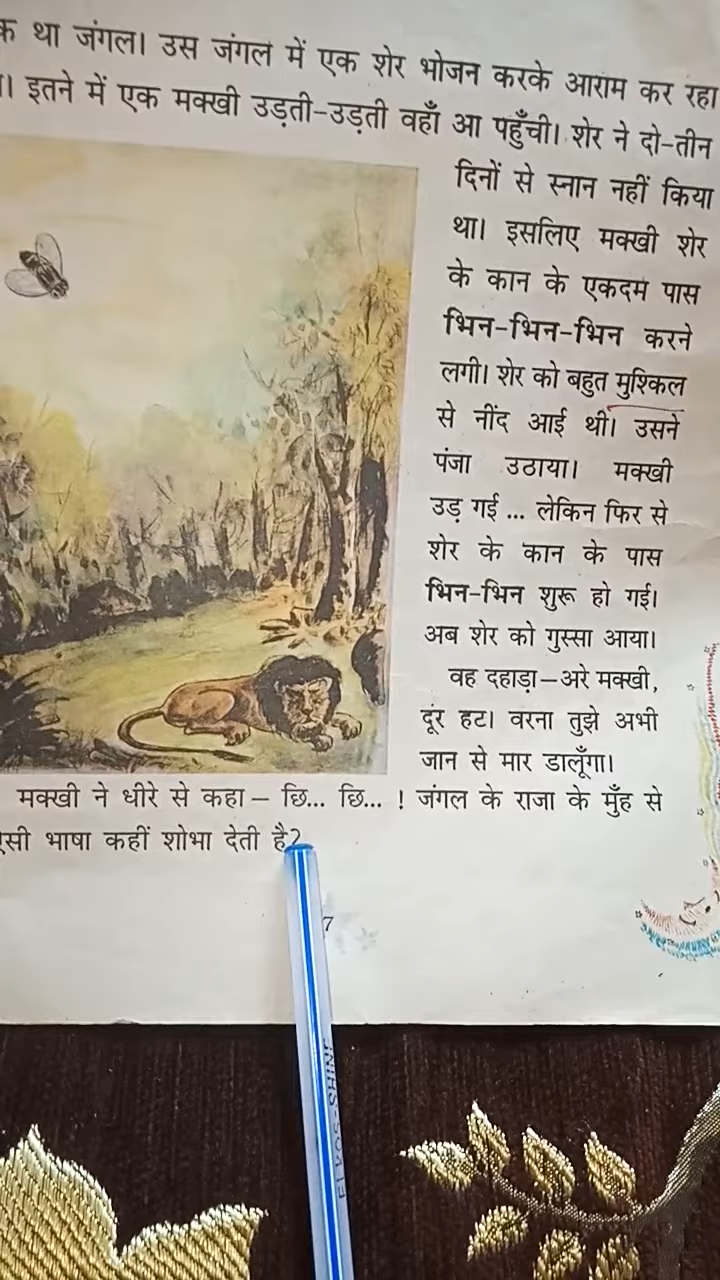 क था जंगल। उस जंगल में एक शेर भोजन करके आराम कर रहा
। इतने में एक मक्खी उड़ती-उड़ती वहाँ आ पहुँची। शेर ने दो-तीन
दिनों से स्नान नहीं किया
था। इसलिए मक्खी शेर
के कान के एकदम पास
भिन-भिन-भिन करने
लगी। शेर को बहुत मुश्किल
से नींद आई थी। उसने
पंजा उठाया। मक्खी
उड़ गई ... लेकिन फिर से
शेर के कान के पास
भिन-भिन शुरू हो गई।
अब शेर को गुस्सा आया।
वह दहाड़ा – अरे मक्खी,
दूर हट। वरना तुझे अभी
जान से मार डालूँगा।
मक्खी ने धीरे से कहा – छि... छि... ! जंगल के राजा के मुँह से
सी भाषा कहीं शोभा देती है?
7